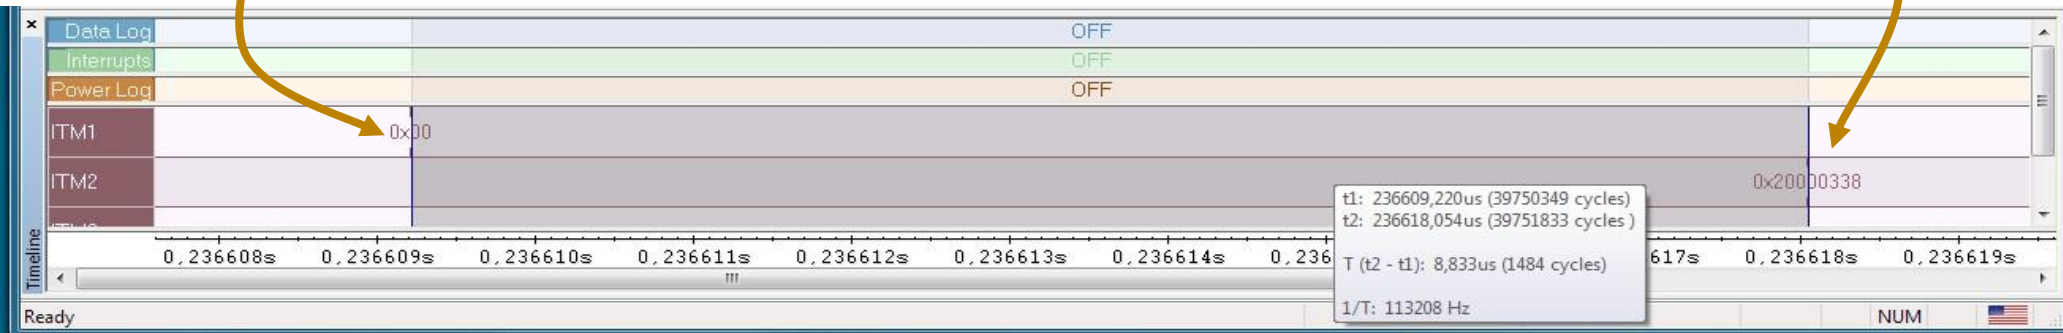 Data Log OFF
Interrupts OFF
Power Log OFF
ITM1 0x00
ITM2 0x20000338
t1: 236609,220us (39750349 cycles)
t2: 236618,054us (39751833 cycles )
T (t2 - t1): 8,833us (1484 cycles)
1/T: 113208 Hz
Timeline
0,236608s 0,236609s 0,236610s 0,236611s 0,236612s 0,236613s 0,236614s 0,236 617s 0,236618s 0,236619s
Ready NUM